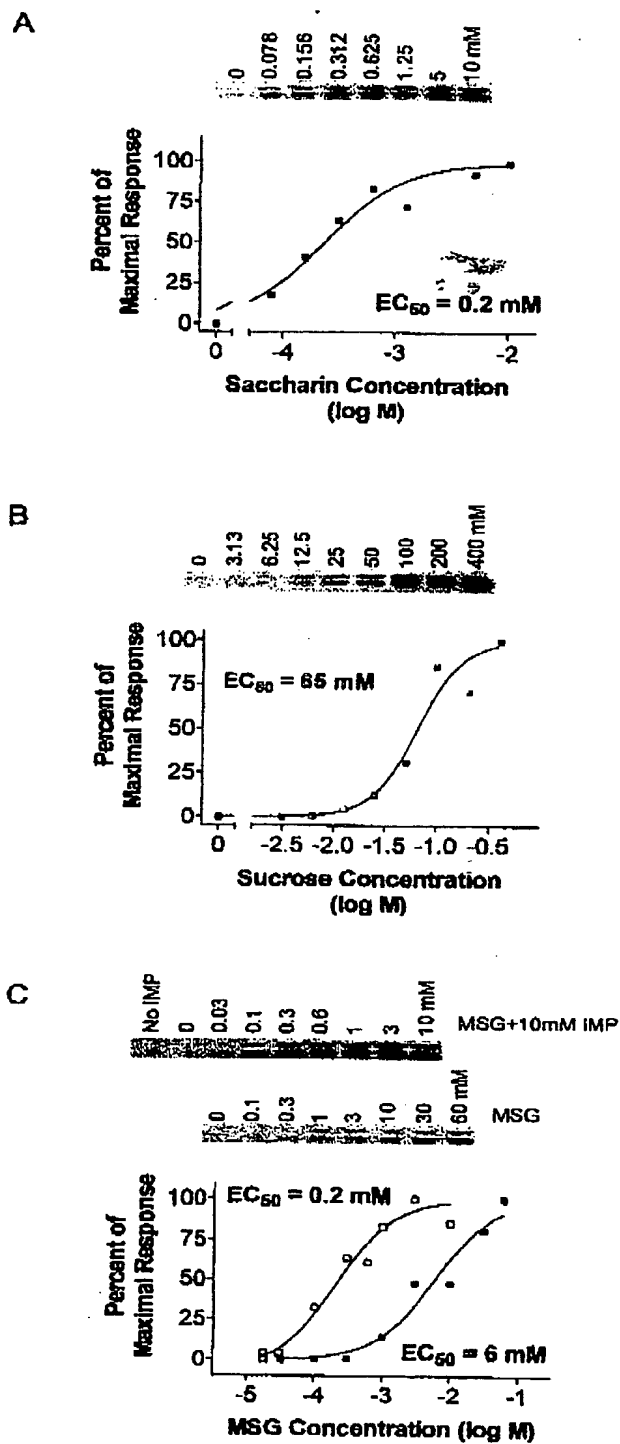 A
0 0.078 0.156 0.312 0.625 1.25 5 10 mM
Percent of
Maximal Response
100
75
50
25
0
EC50 = 0.2 mM
0 -4 -3 -2
Saccharin Concentration
(log M)
B
0 3.13 6.25 12.5 25 50 100 200 400 mM
Percent of
Maximal Response
100
75
50
25
0
EC50 = 65 mM
0 -2.5 -2.0 -1.5 -1.0 -0.5
Sucrose Concentration
(log M)
C
No IMP 0 0.03 0.1 0.3 0.6 1 3 10 mM
MSG+10mM IMP
0 0.1 0.3 1 3 10 30 60 mM
MSG
Percent of
Maximal Response
100
75
50
25
0
EC50 = 0.2 mM
EC50 = 6 mM
-5 -4 -3 -2 -1
MSG Concentration (log M)